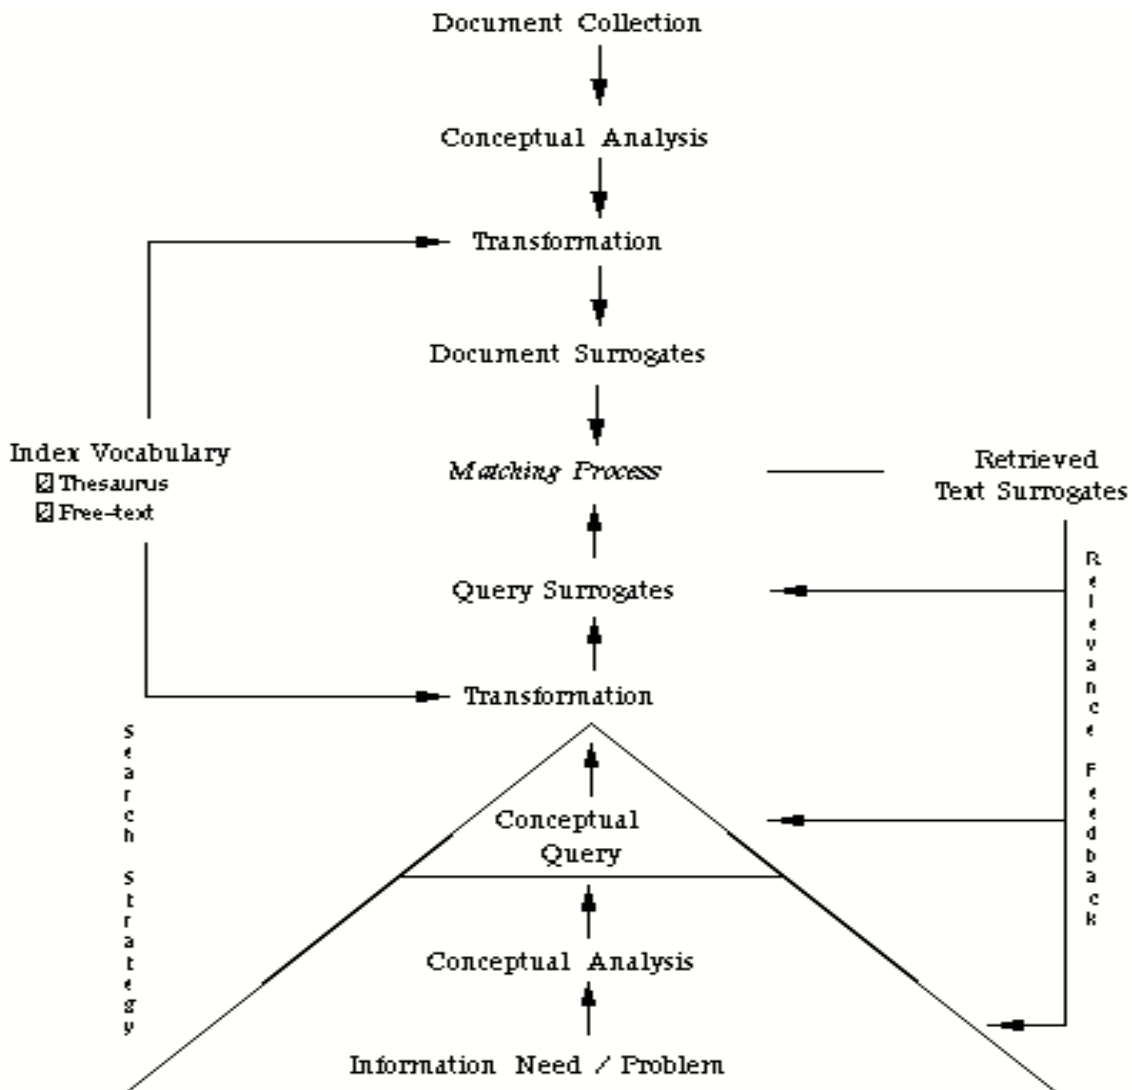 Document Collection
Conceptual Analysis
Transformation
Document Surrogates
Index Vocabulary
Thesaurus
Free-text
Matching Process
Retrieved
Text Surrogates
Query Surrogates
Transformation
Relevance Feedback
Search Strategy
Conceptual
Query
Conceptual Analysis
Information Need / Problem